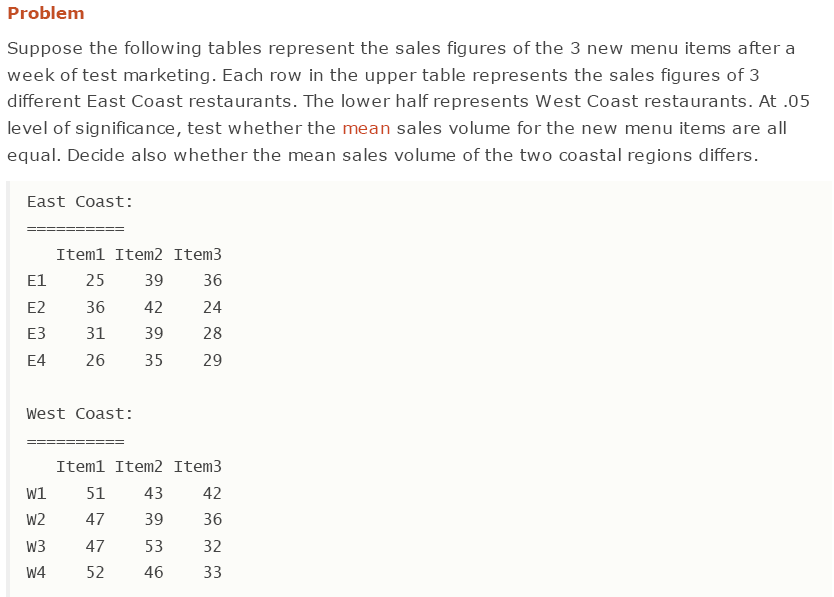 Problem
Suppose the following tables represent the sales figures of the 3 new menu items after a
week of test marketing. Each row in the upper table represents the sales figures of 3
different East Coast restaurants. The lower half represents West Coast restaurants. At .05
level of significance, test whether the mean sales volume for the new menu items are all
equal. Decide also whether the mean sales volume of the two coastal regions differs.
East Coast:
==========
   Item1 Item2 Item3
E1    25    39    36
E2    36    42    24
E3    31    39    28
E4    26    35    29
West Coast:
==========
   Item1 Item2 Item3
W1    51    43    42
W2    47    39    36
W3    47    53    32
W4    52    46    33